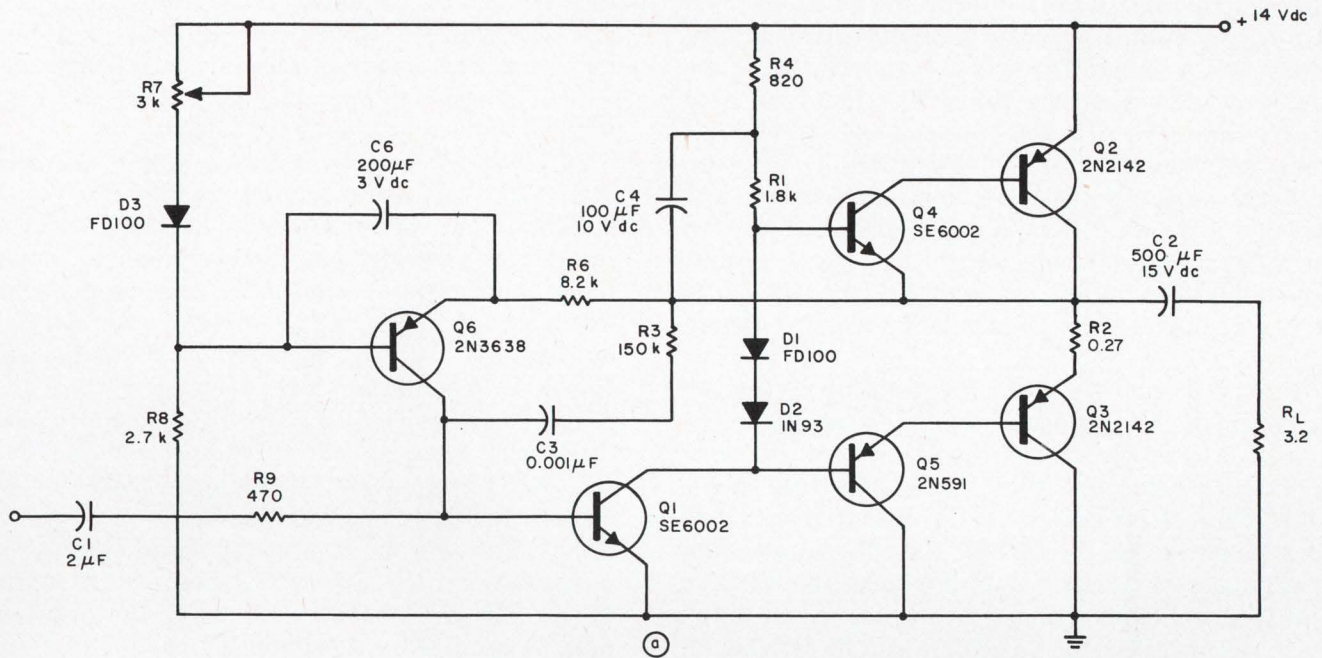 + 14 Vdc
R7
3 k
R4
820
C6
200µF
3 V dc
Q2
2N2142
D3
FD100
C4
100µF
10 V dc
R1
1.8k
Q4
SE6002
C2
500 µF
15 V dc
R6
8.2 k
Q6
2N3638
R3
150 k
D1
FD100
R2
0.27
R8
2.7 k
C3
0.001µF
D2
IN93
Q3
2N2142
RL
3.2
R9
470
Q5
2N591
Q1
SE6002
C1
2 µF
a